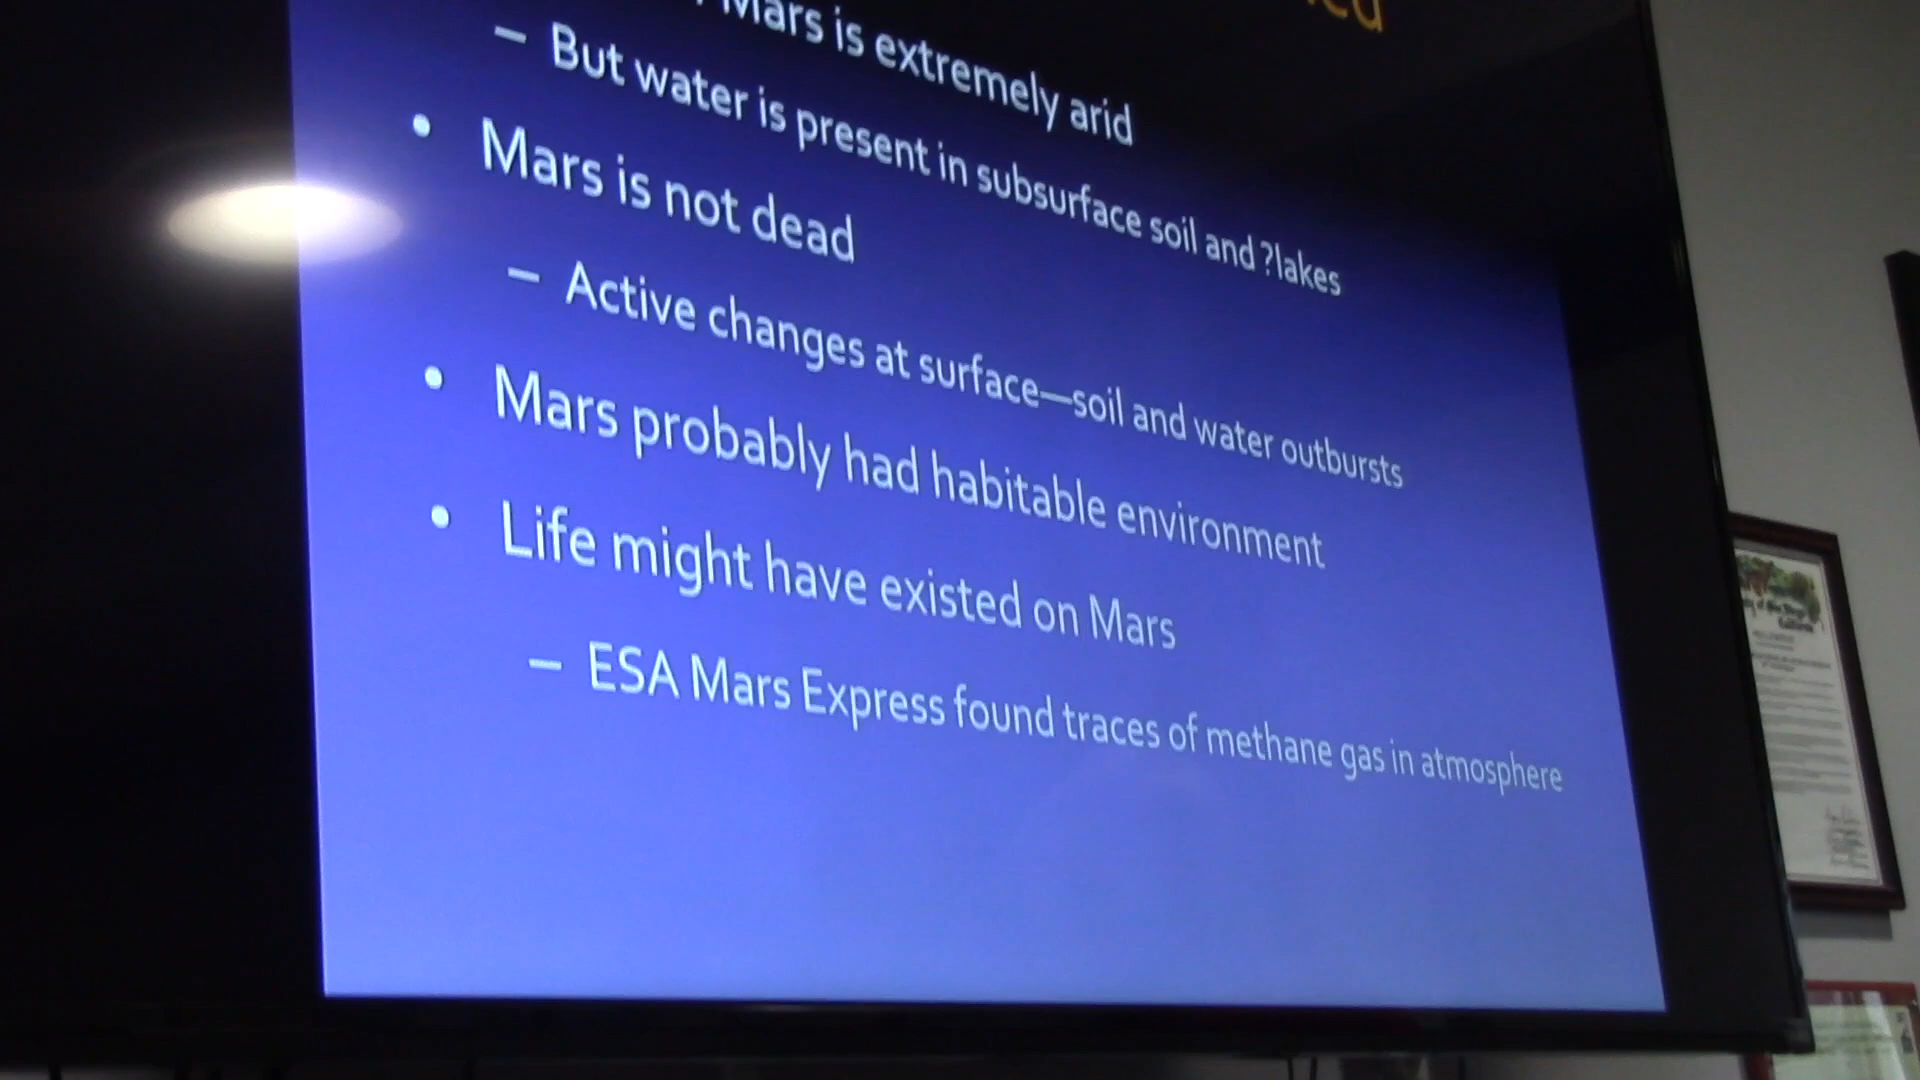 Mars is extremely arid
– But water is present in subsurface soil and ?lakes
• Mars is not dead
– Active changes at surface—soil and water outbursts
• Mars probably had habitable environment
• Life might have existed on Mars
– ESA Mars Express found traces of methane gas in atmosphere